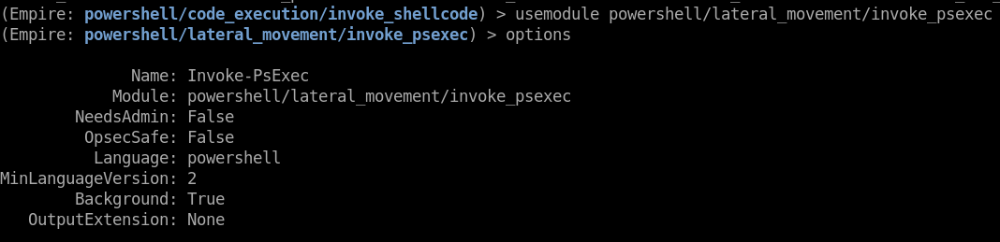 (Empire: powershell/code_execution/invoke_shellcode) > usemodule powershell/lateral_movement/invoke_psexec
(Empire: powershell/lateral_movement/invoke_psexec) > options
Name: Invoke-PsExec
Module: powershell/lateral_movement/invoke_psexec
NeedsAdmin: False
OpsecSafe: False
Language: powershell
MinLanguageVersion: 2
Background: True
OutputExtension: None